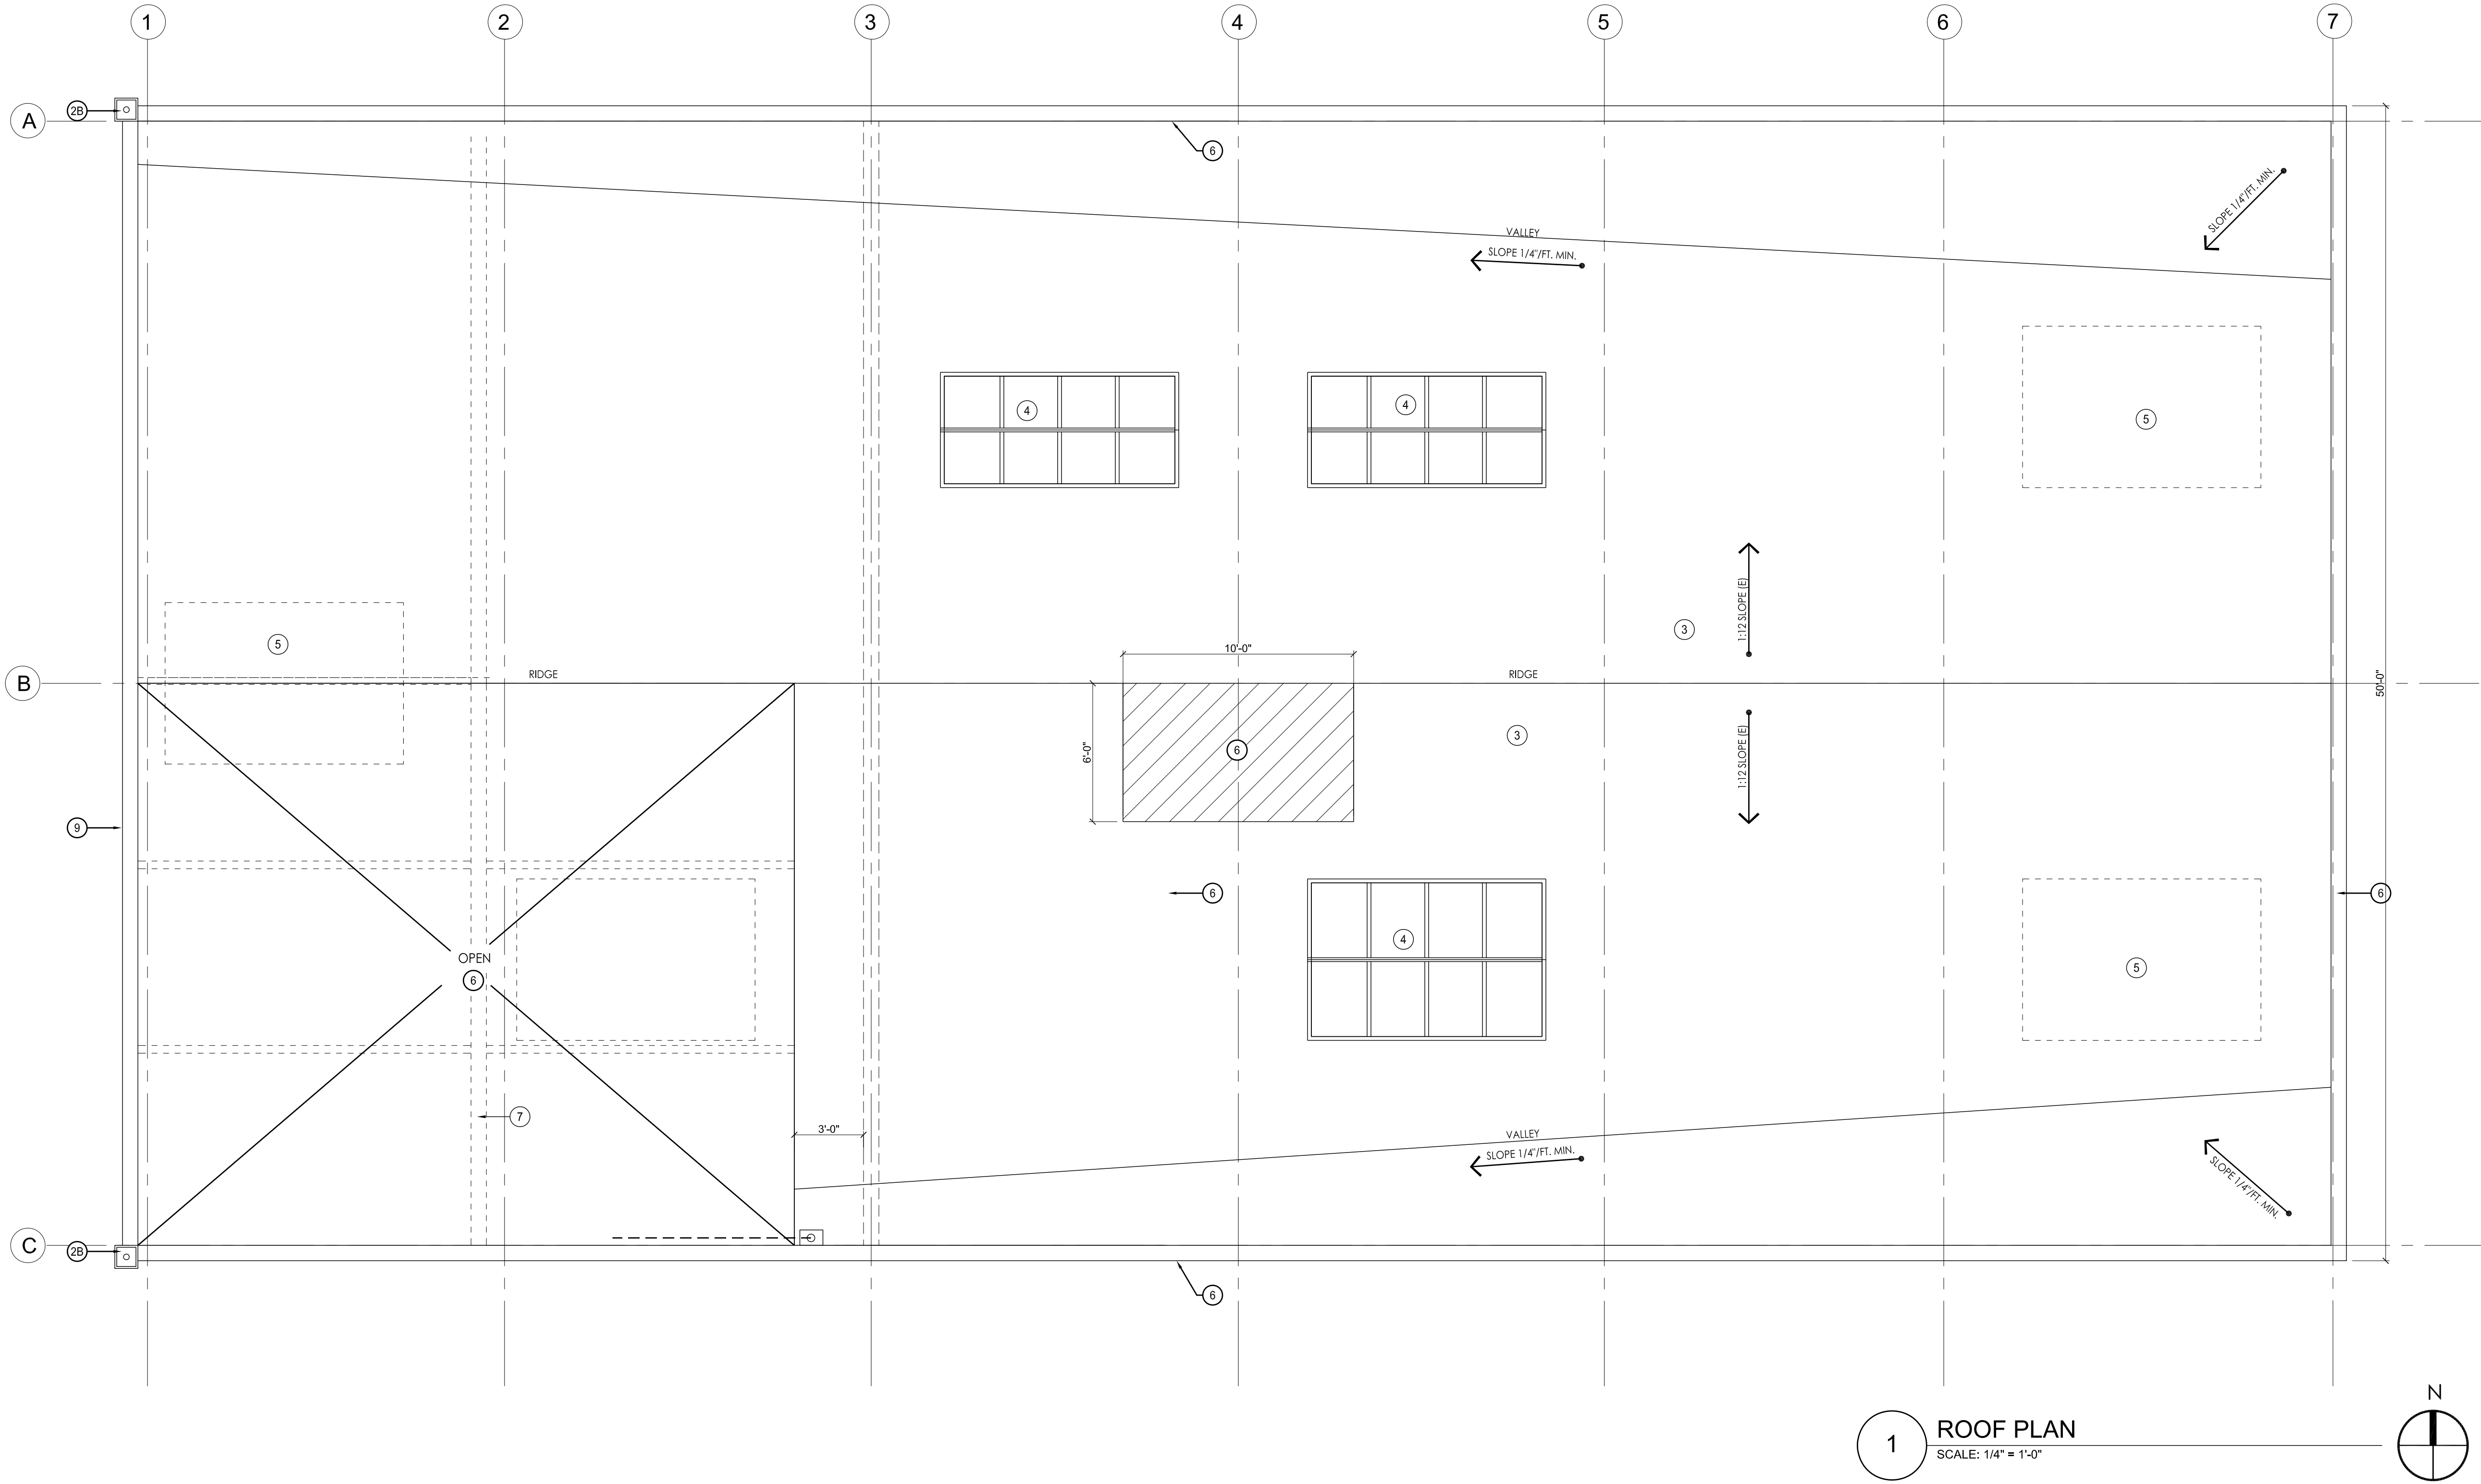 1 2 3 4 5 6 7
2B
A
6
SLOPE 1/4"/FT. MIN.
VALLEY
SLOPE 1/4"/FT. MIN.
4
4
5
3
1:12 SLOPE (E)
5
10'-0"
B
RIDGE
RIDGE
50'-0"
6'-0"
6
3
1:12 SLOPE (E)
9
6
6
4
OPEN
6
5
7
3'-0"
VALLEY
SLOPE 1/4"/FT. MIN.
SLOPE 1/4"/FT. MIN.
C
2B
6
N
1
ROOF PLAN
SCALE: 1/4" = 1'-0"